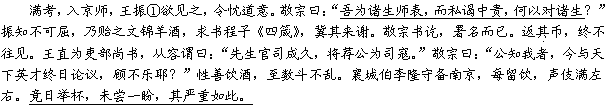 满考，入京师，王振①欲见之，令忱道意。敬宗曰：“吾为诸生师表，而私谒中贵，何以对诸生？”
振知不可屈，乃贻之文锦羊酒，求书程子《四箴》，冀其来谢。敬宗书讫，署名而已。返其币，终不
往见。王直为吏部尚书，从容谓曰：“先生官司成久，将荐公为司寇。”敬宗曰：“公知我者，今与天
下英才终日论议，顾不乐耶？”性善饮酒，至数斗不乱。襄城伯李隆守备南京，每留饮，声伎满左
右。竟日举杯，未尝一盼，其严重如此。